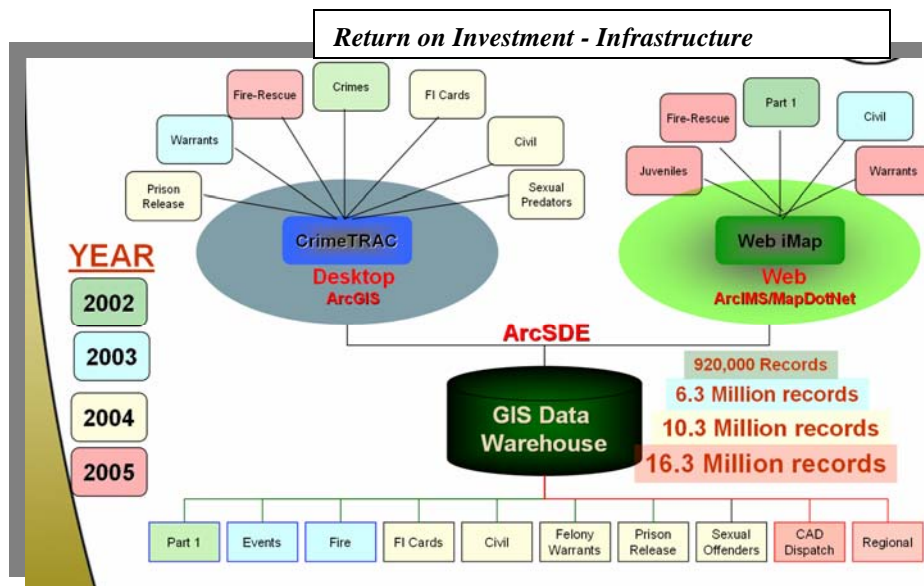 Return on Investment - Infrastructure
Fire-Rescue
Crimes
FI Cards
Warrants
Civil
Prison
Release
Sexual
Predators
CrimeTRAC
Desktop
ArcGIS
Part 1
Fire-Rescue
Civil
Juveniles
Warrants
Web iMap
Web
ArcIMS/MapDotNet
YEAR
2002
2003
2004
2005
ArcSDE
GIS Data
Warehouse
920,000 Records
6.3 Million records
10.3 Million records
16.3 Million records
Part 1
Events
Fire
FI Cards
Civil
Felony
Warrants
Prison
Release
Sexual
Offenders
CAD
Dispatch
Regional